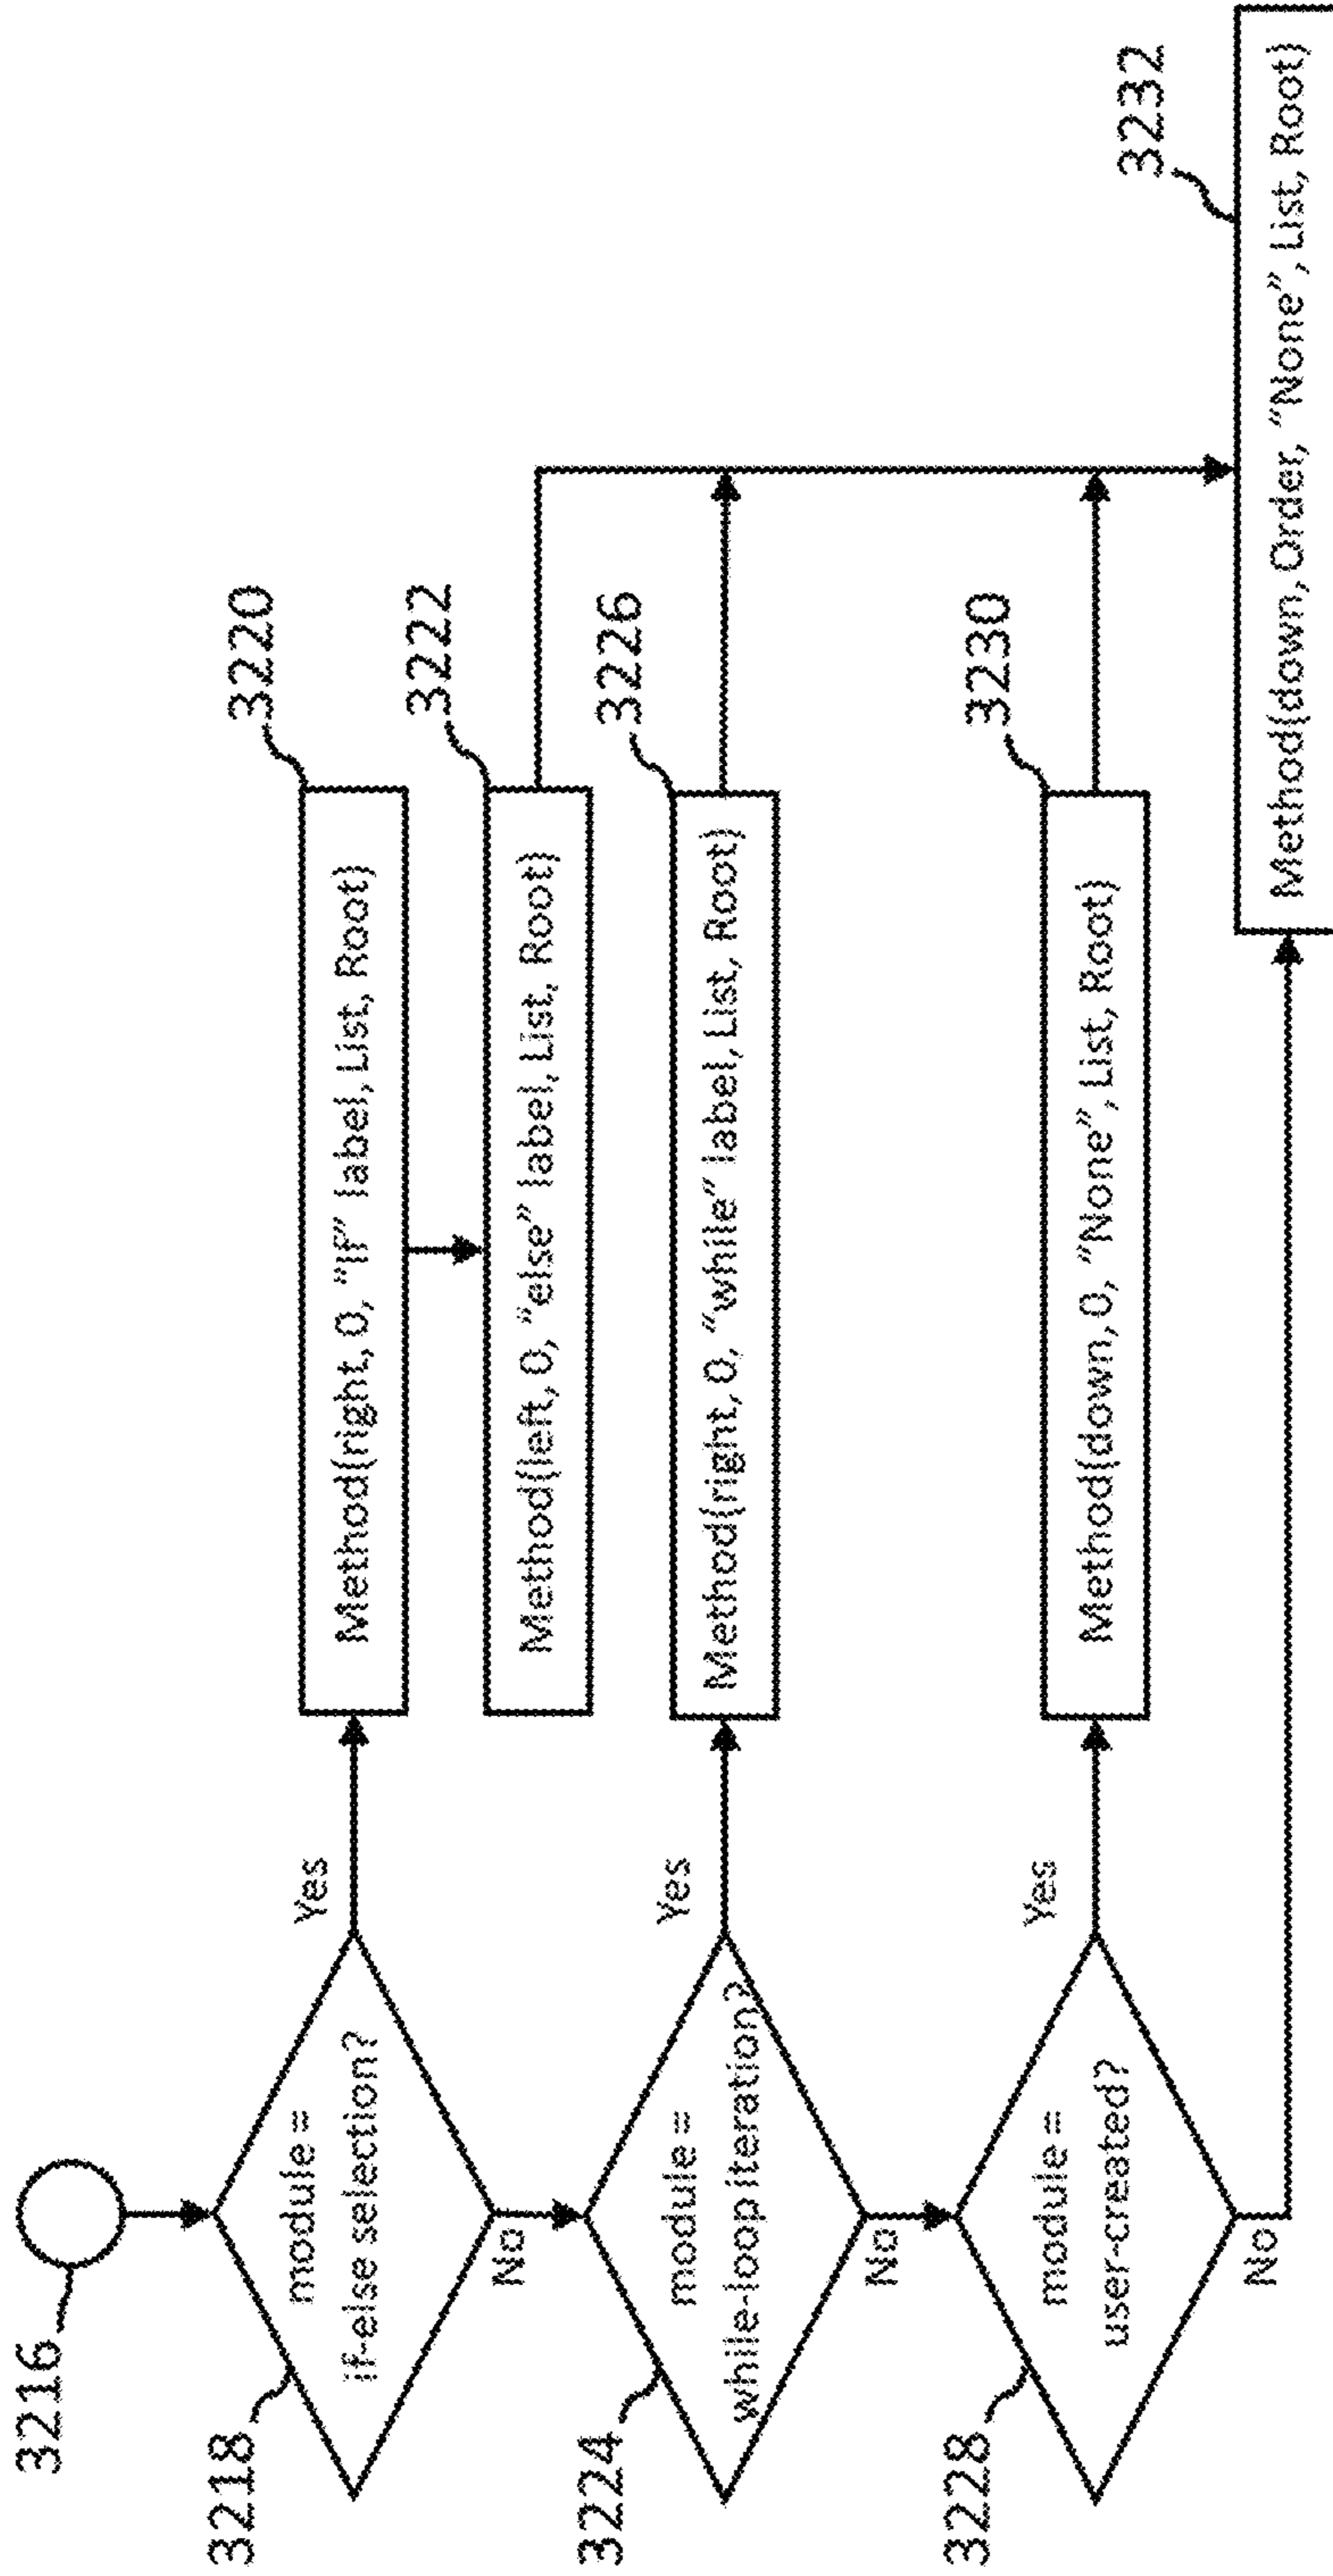 3216
3218
module =
if-else selection?
Yes
No
3220
Method(right, 0, "IF" label, List, Root)
3222
Method(left, 0, "else" label, List, Root)
3224
module =
while-loop iteration?
Yes
No
3226
Method(right, 0, "while" label, List, Root)
3228
module =
user-created?
Yes
No
3230
Method(down, 0, "None", List, Root)
3232
Method(down, Order, "None", List, Root)